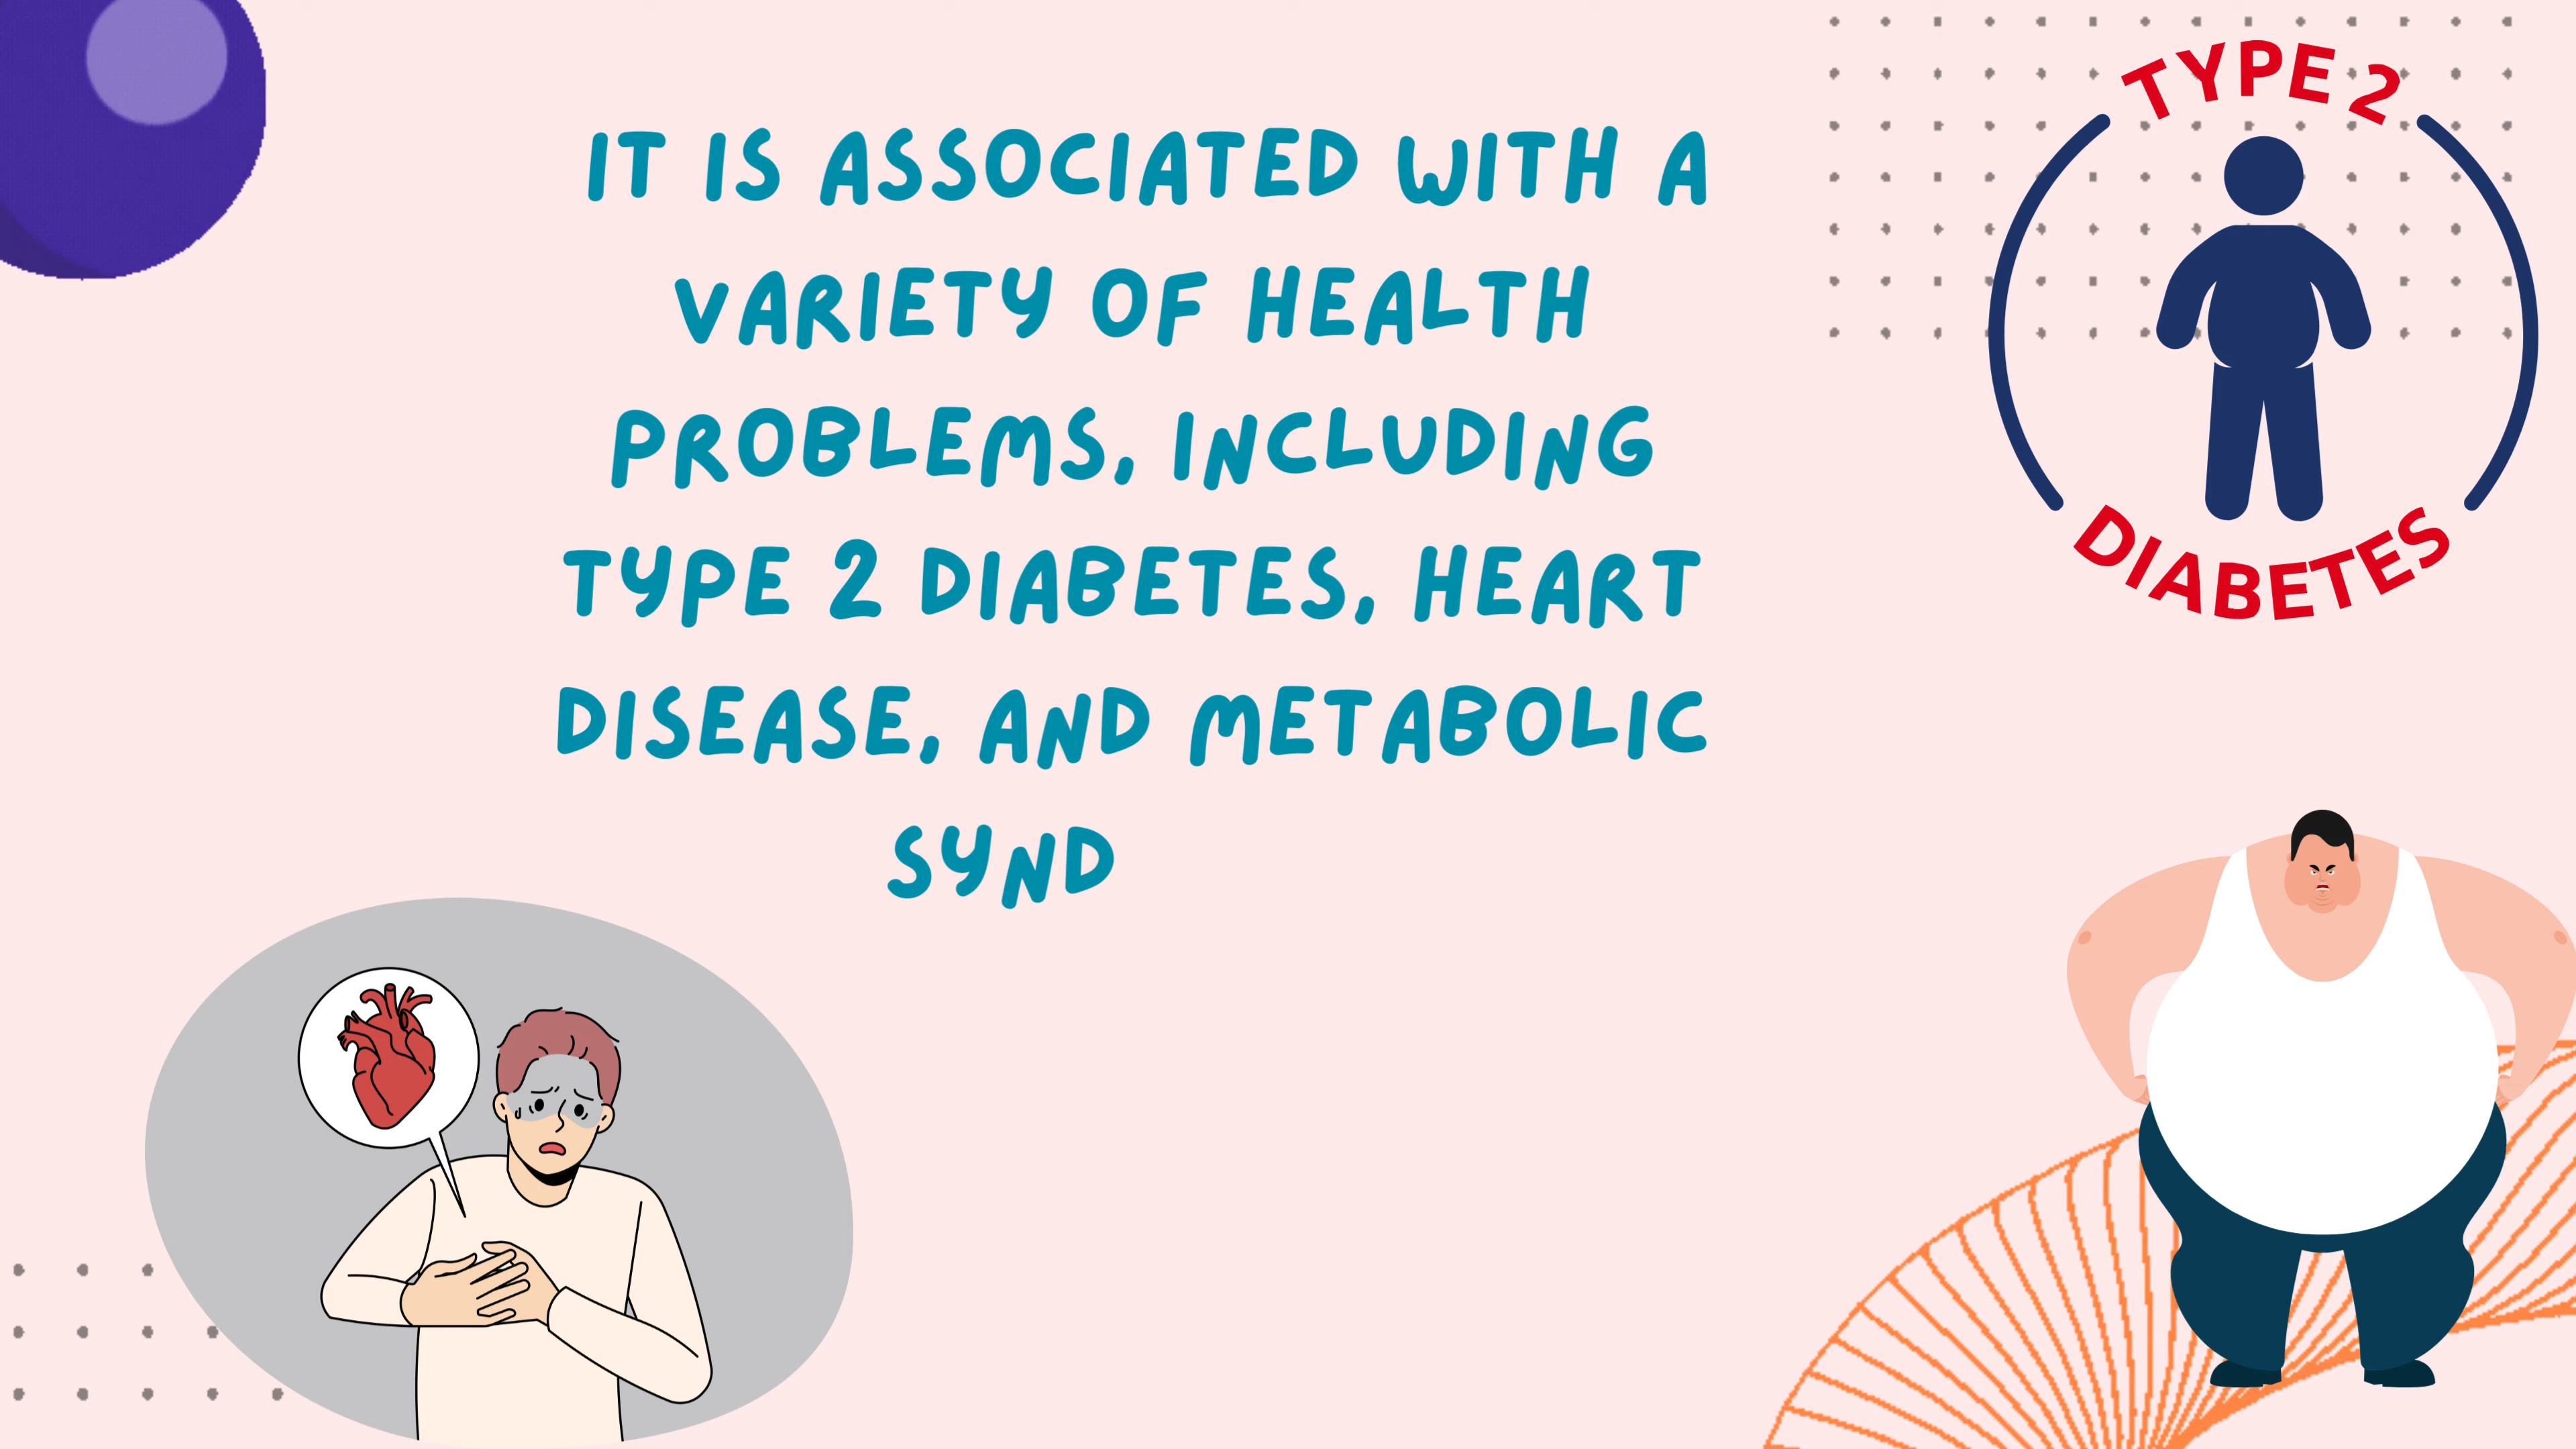 IT IS ASSOCIATED WITH A
VARIETY OF HEALTH
PROBLEMS, INCLUDING
TYPE 2 DIABETES, HEART
DISEASE, AND METABOLIC
SYND
TYPE 2
DIABETES